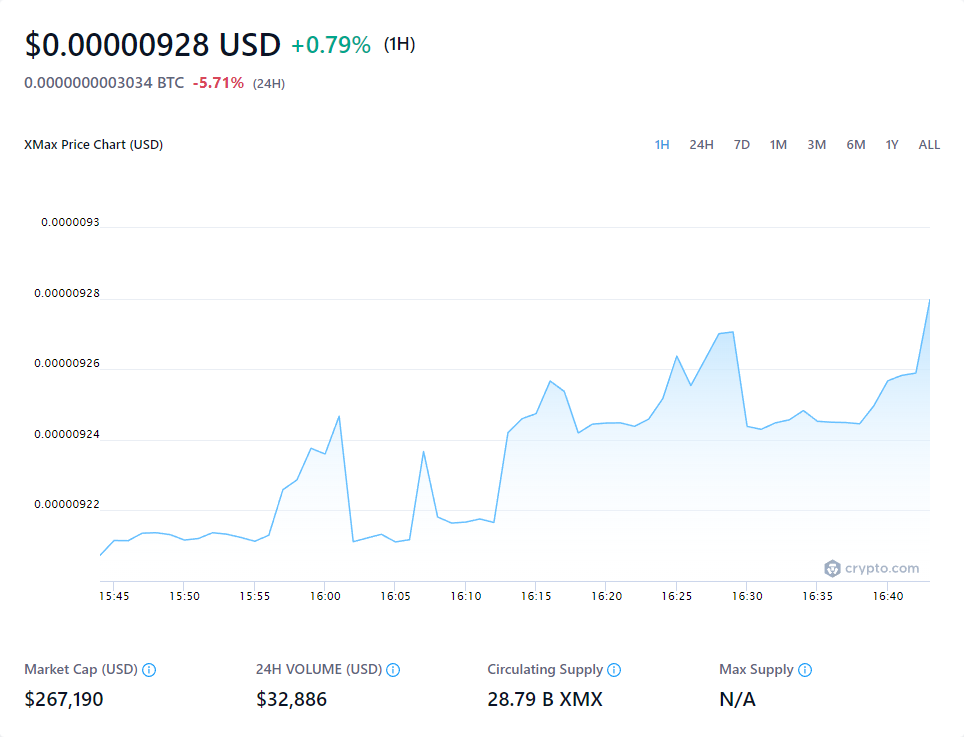 $0.00000928 USD +0.79% (1H)
0.0000000003034 BTC -5.71% (24H)
XMax Price Chart (USD) 1H 24H 7D 1M 3M 6M 1Y ALL
0.0000093
0.00000928
0.00000926
0.00000924
0.00000922
crypto.com
15:45 15:50 15:55 16:00 16:05 16:10 16:15 16:20 16:25 16:30 16:35 16:40
Market Cap (USD) 24H VOLUME (USD) Circulating Supply Max Supply
$267,190 $32,886 28.79 B XMX N/A